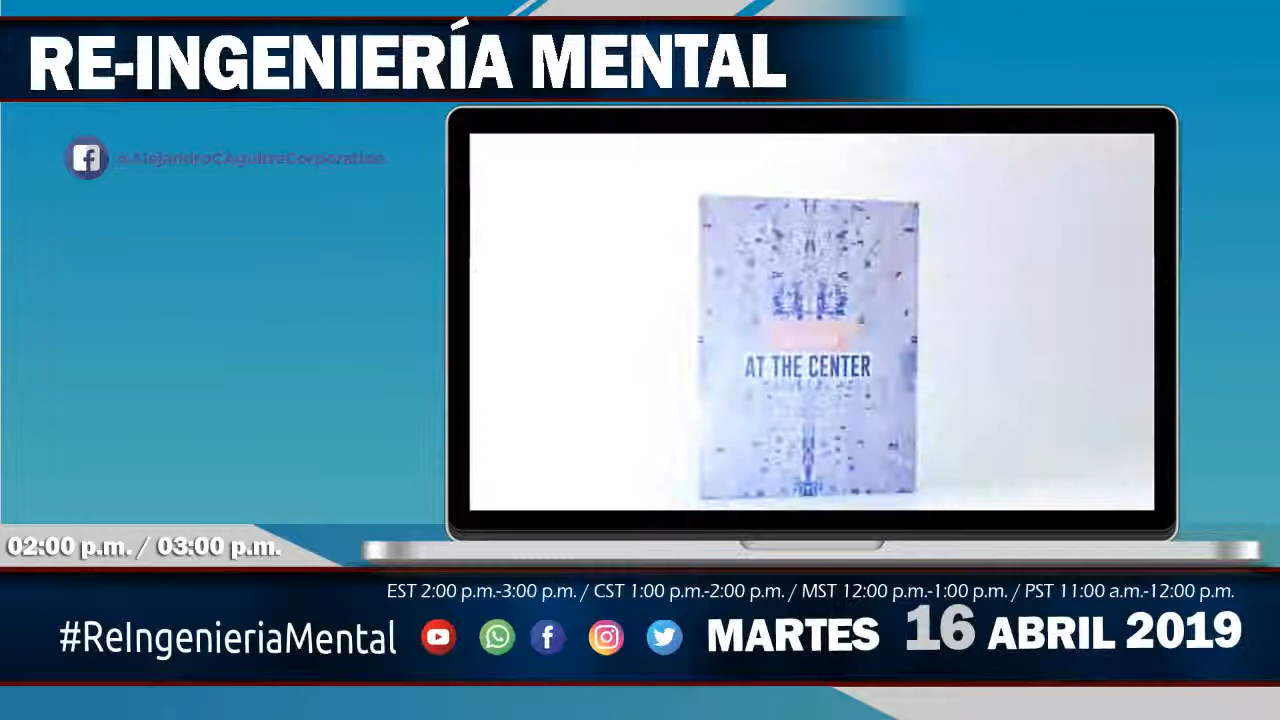 RE-INGENIERÍA MENTAL
@AlejandroCAguirreCorporation
AT THE CENTER
02:00 p.m. / 03:00 p.m.
EST 2:00 p.m.-3:00 p.m. / CST 1:00 p.m.-2:00 p.m. / MST 12:00 p.m.-1:00 p.m. / PST 11:00 a.m.-12:00 p.m.
#ReIngenieriaMental
MARTES 16 ABRIL 2019